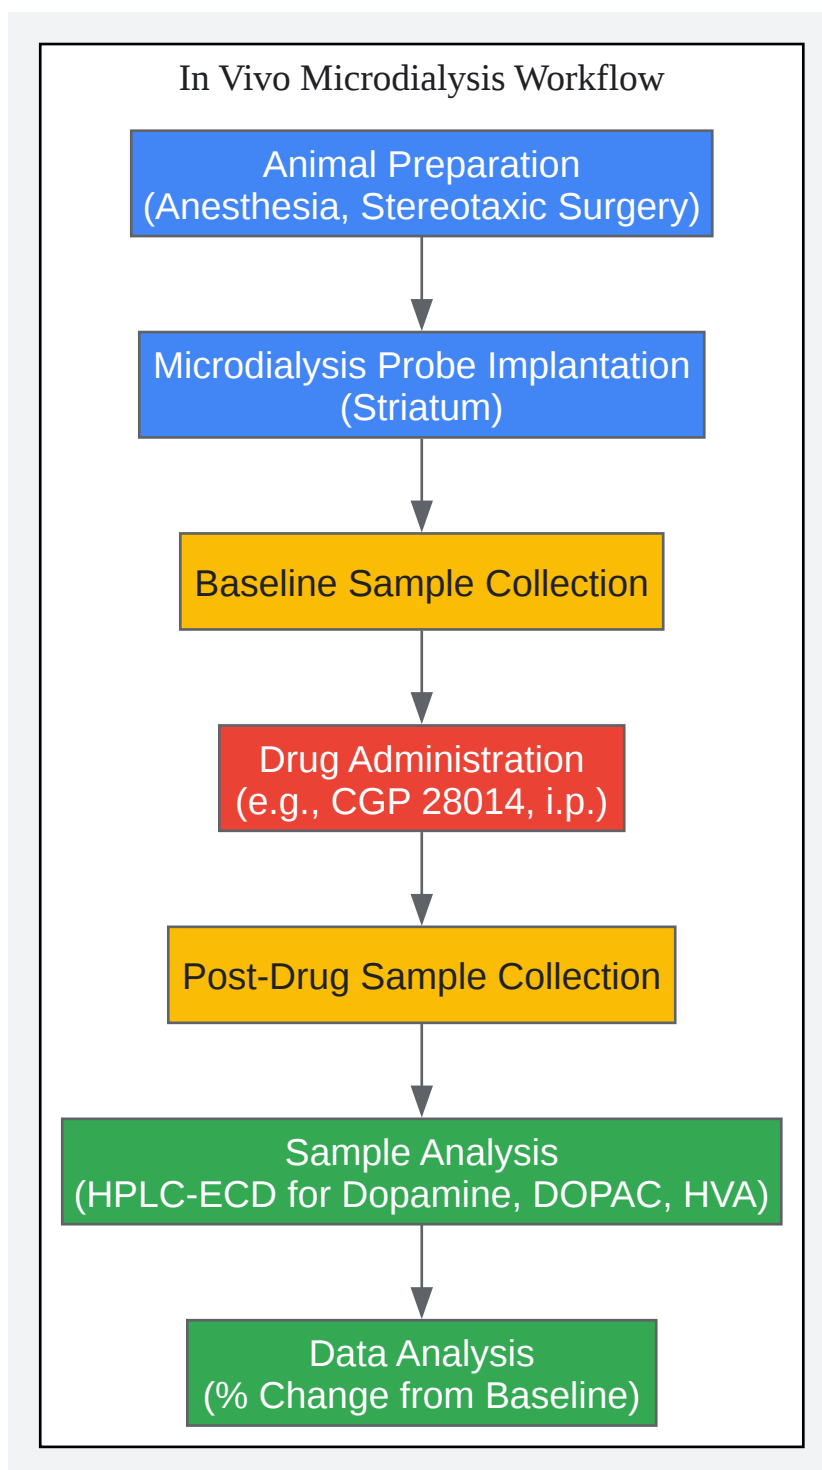 In Vivo Microdialysis Workflow
Animal Preparation
(Anesthesia, Stereotaxic Surgery)
Microdialysis Probe Implantation
(Striatum)
Baseline Sample Collection
Drug Administration
(e.g., CGP 28014, i.p.)
Post-Drug Sample Collection
Sample Analysis
(HPLC-ECD for Dopamine, DOPAC, HVA)
Data Analysis
(% Change from Baseline)